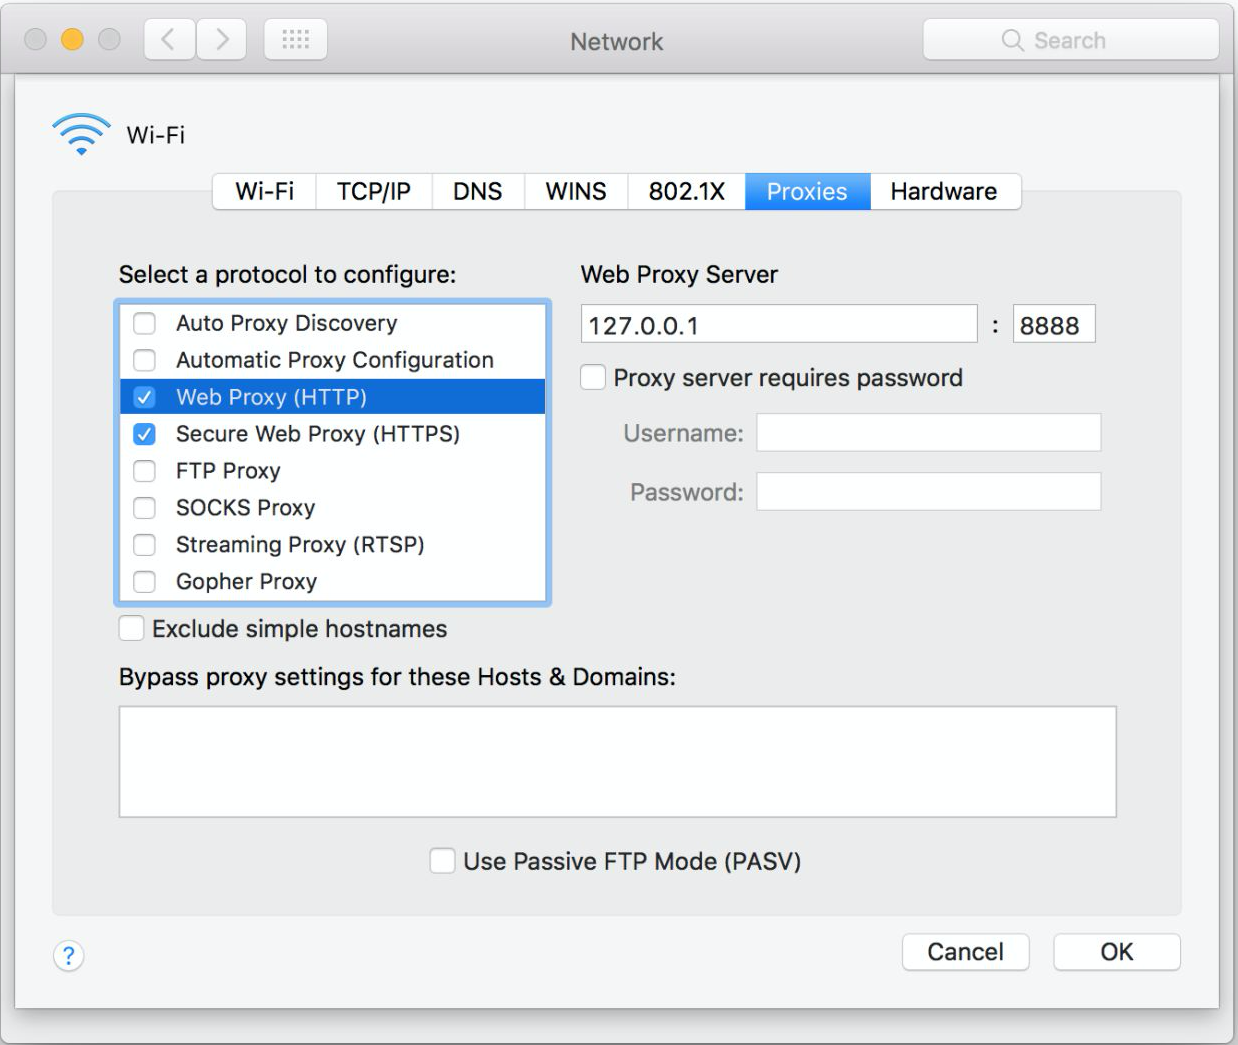 Network
Search
Wi-Fi
Wi-Fi TCP/IP DNS WINS 802.1X Proxies Hardware
Select a protocol to configure:
Auto Proxy Discovery
Automatic Proxy Configuration
Web Proxy (HTTP)
Secure Web Proxy (HTTPS)
FTP Proxy
SOCKS Proxy
Streaming Proxy (RTSP)
Gopher Proxy
Exclude simple hostnames
Web Proxy Server
127.0.0.1 : 8888
Proxy server requires password
Username:
Password:
Bypass proxy settings for these Hosts & Domains:
Use Passive FTP Mode (PASV)
?
Cancel
OK